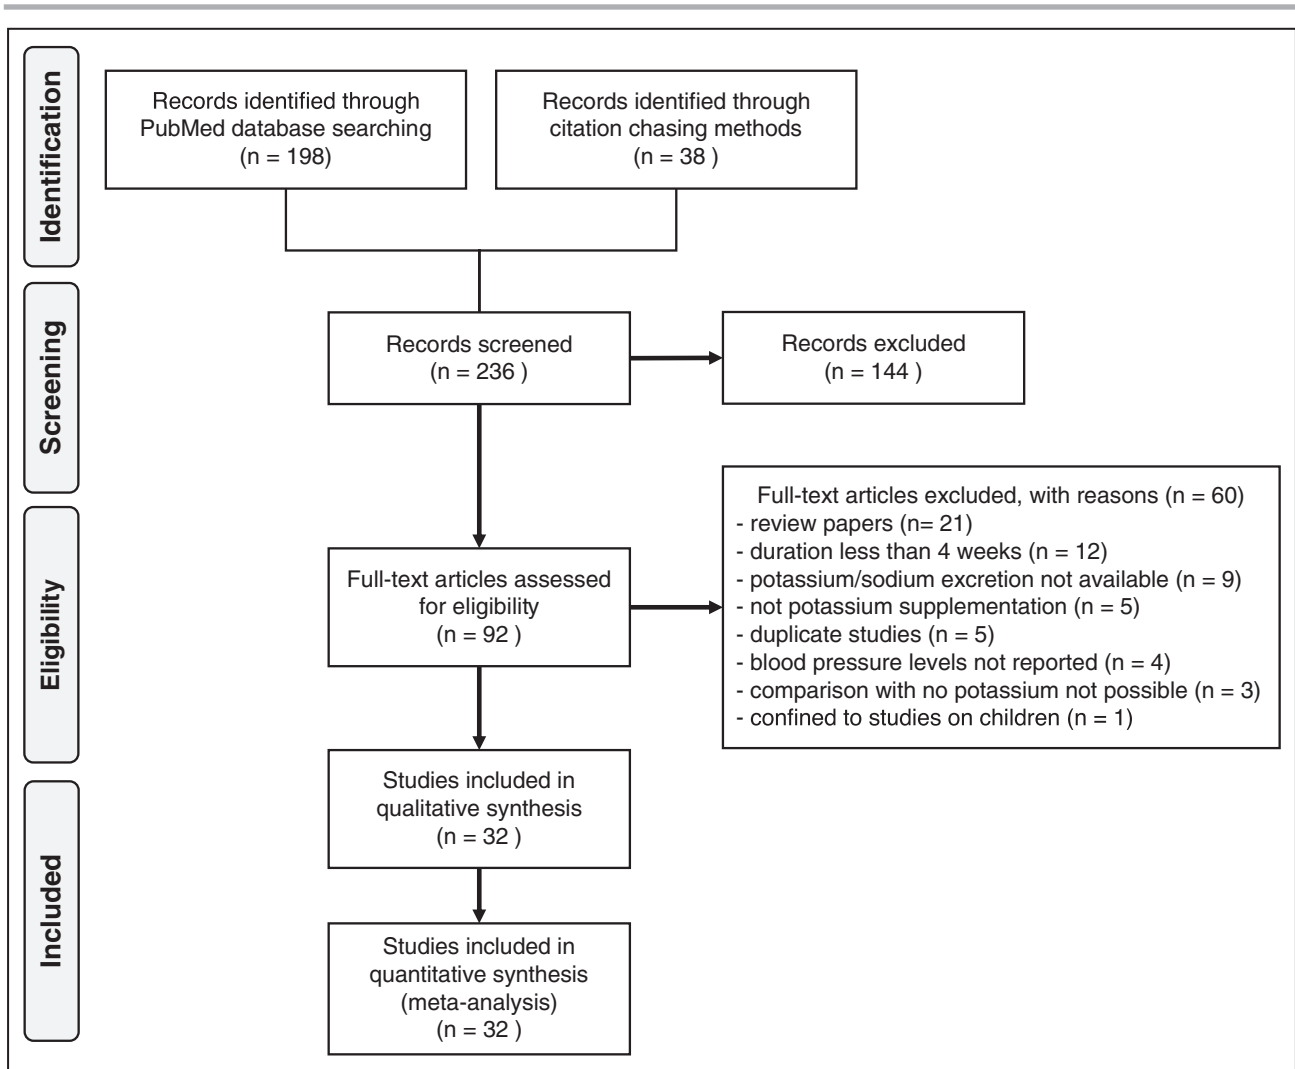 Identification
Records identified through
PubMed database searching
(n = 198)
Records identified through
citation chasing methods
(n = 38 )
Screening
Records screened
(n = 236 )
Records excluded
(n = 144 )
Eligibility
Full-text articles assessed
for eligibility
(n = 92 )
Full-text articles excluded, with reasons (n = 60)
- review papers (n= 21)
- duration less than 4 weeks (n = 12)
- potassium/sodium excretion not available (n = 9)
- not potassium supplementation (n = 5)
- duplicate studies (n = 5)
- blood pressure levels not reported (n = 4)
- comparison with no potassium not possible (n = 3)
- confined to studies on children (n = 1)
Included
Studies included in
qualitative synthesis
(n = 32 )
Studies included in
quantitative synthesis
(meta-analysis)
(n = 32 )